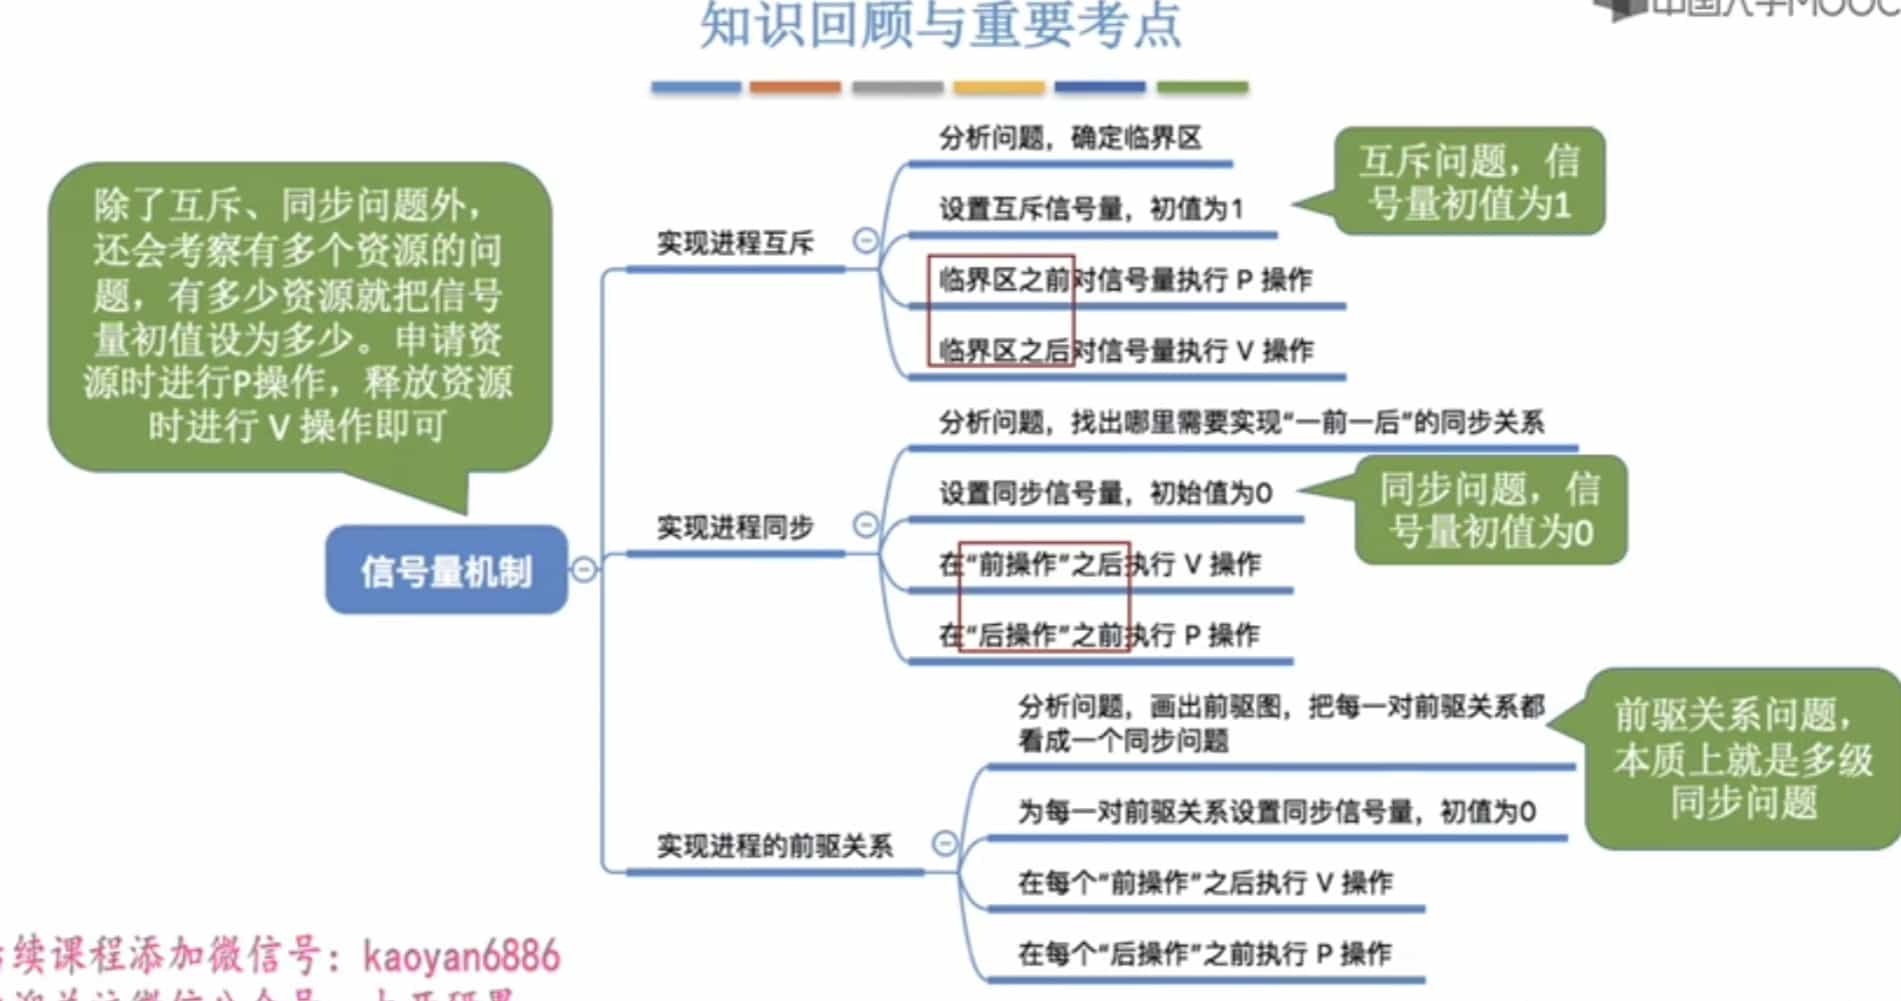 知识回顾与重要考点
中国大学MOOC
除了互斥、同步问题外，
还会考察有多个资源的问
题，有多少资源就把信号
量初值设为多少。申请资
源时进行P操作，释放资源
时进行 V 操作即可
信号量机制
实现进程互斥
分析问题，确定临界区
设置互斥信号量，初值为1
临界区之前对信号量执行 P 操作
临界区之后对信号量执行 V 操作
互斥问题，信
号量初值为1
实现进程同步
分析问题，找出哪里需要实现“一前一后”的同步关系
设置同步信号量，初始值为0
在“前操作”之后执行 V 操作
在“后操作”之前执行 P 操作
同步问题，信
号量初值为0
实现进程的前驱关系
分析问题，画出前驱图，把每一对前驱关系都
看成一个同步问题
为每一对前驱关系设置同步信号量，初值为0
在每个“前操作”之后执行 V 操作
在每个“后操作”之前执行 P 操作
前驱关系问题，
本质上就是多级
同步问题
续课程添加微信号：kaoyan6886